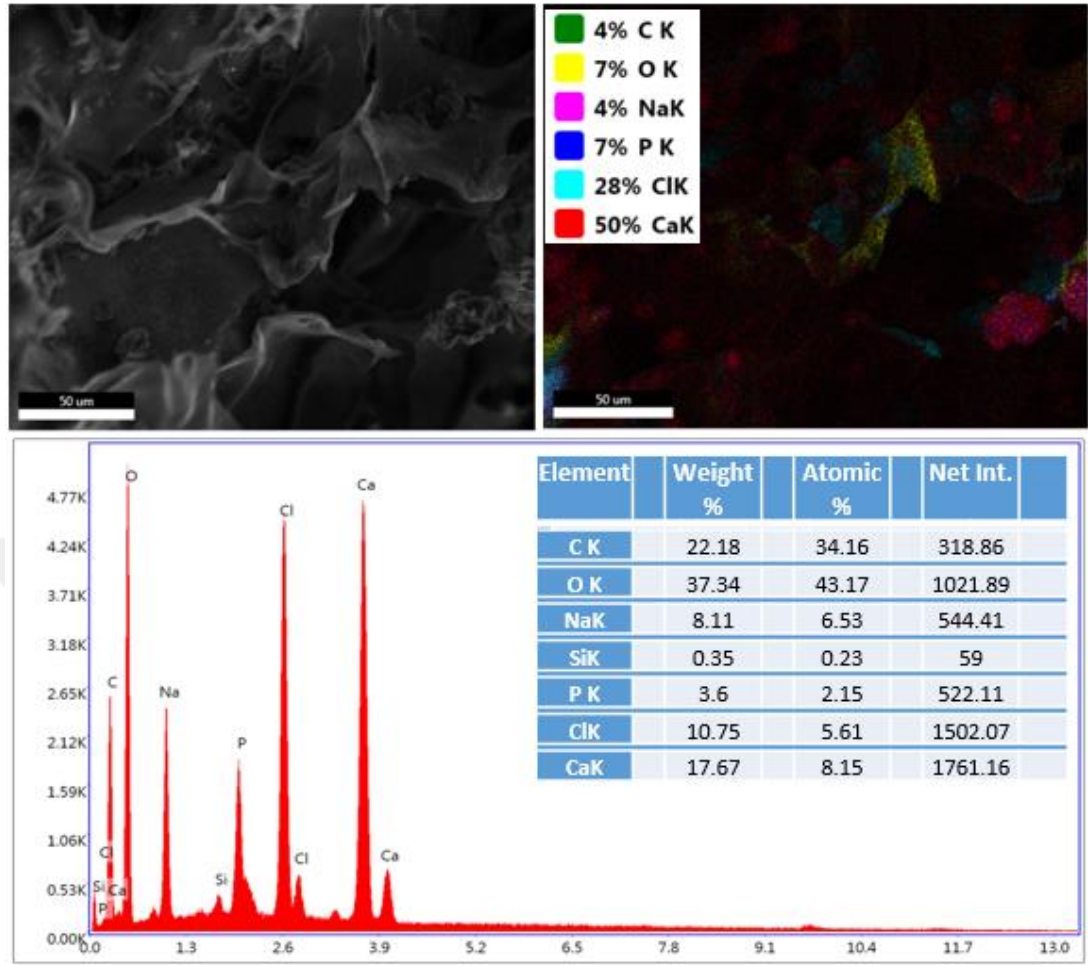 4% C K
7% O K
4% NaK
7% P K
28% ClK
50% CaK
50 um
50 um
Element Weight % Atomic % Net Int.
C K 22.18 34.16 318.86
O K 37.34 43.17 1021.89
NaK 8.11 6.53 544.41
SiK 0.35 0.23 59
P K 3.6 2.15 522.11
ClK 10.75 5.61 1502.07
CaK 17.67 8.15 1761.16
4.77K
4.24K
3.71K
3.18K
2.65K
2.12K
1.59K
1.06K
0.53K
0.00K
O
Ca
Cl
C
Na
P
Cl
Cl
Ca
Si
Si
Ca
P
0.0 1.3 2.6 3.9 5.2 6.5 7.8 9.1 10.4 11.7 13.0